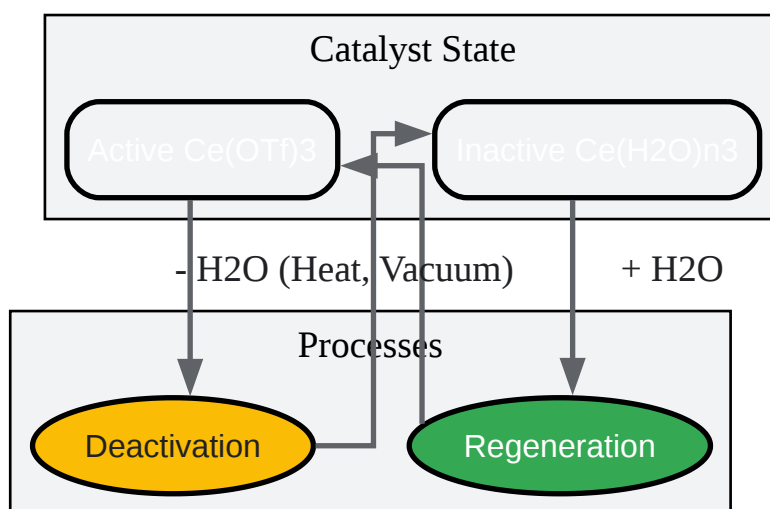 Catalyst State
Active Ce(OTf)3
Inactive Ce(H2O)n3
- H2O (Heat, Vacuum)
+ H2O
Processes
Deactivation
Regeneration